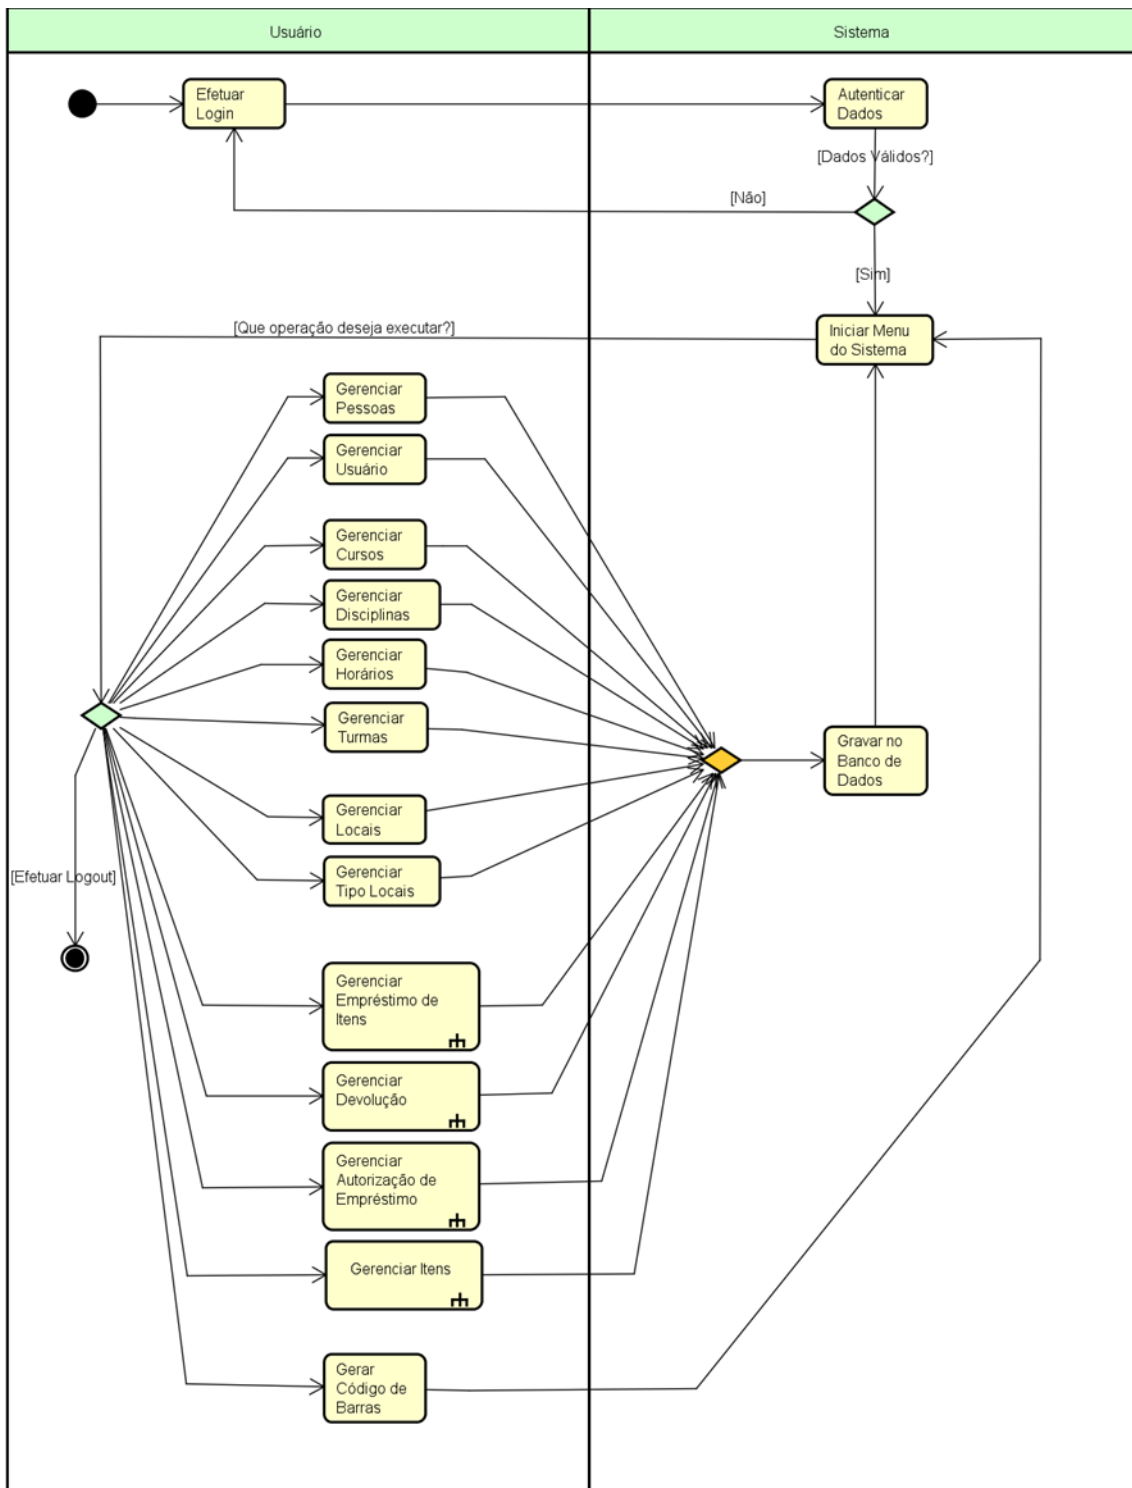 Usuário
Sistema
Efetuar
Login
Autenticar
Dados
[Dados Válidos?]
[Não]
[Sim]
[Que operação deseja executar?]
Iniciar Menu
do Sistema
Gerenciar
Pessoas
Gerenciar
Usuário
Gerenciar
Cursos
Gerenciar
Disciplinas
Gerenciar
Horários
Gerenciar
Turmas
Gravar no
Banco de
Dados
Gerenciar
Locais
Gerenciar
Tipo Locais
[Efetuar Logout]
Gerenciar
Empréstimo de
Itens
Gerenciar
Devolução
Gerenciar
Autorização de
Empréstimo
Gerenciar Itens
Gerar
Código de
Barras